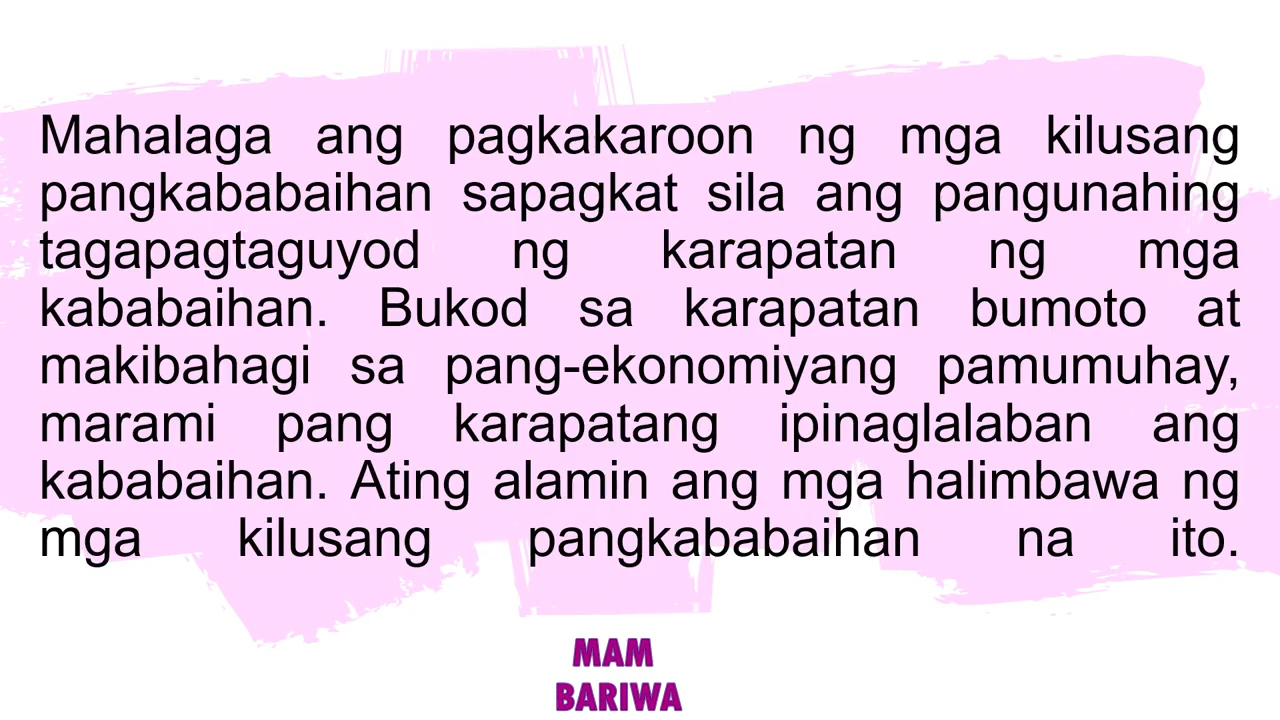 Mahalaga ang pagkakaroon ng mga kilusang
pangkababaihan sapagkat sila ang pangunahing
tagapagtaguyod ng karapatan ng mga
kababaihan. Bukod sa karapatan bumoto at
makibahagi sa pang-ekonomiyang pamumuhay,
marami pang karapatang ipinaglalaban ang
kababaihan. Ating alamin ang mga halimbawa ng
mga kilusang pangkababaihan na ito.
MAM
BARIWA